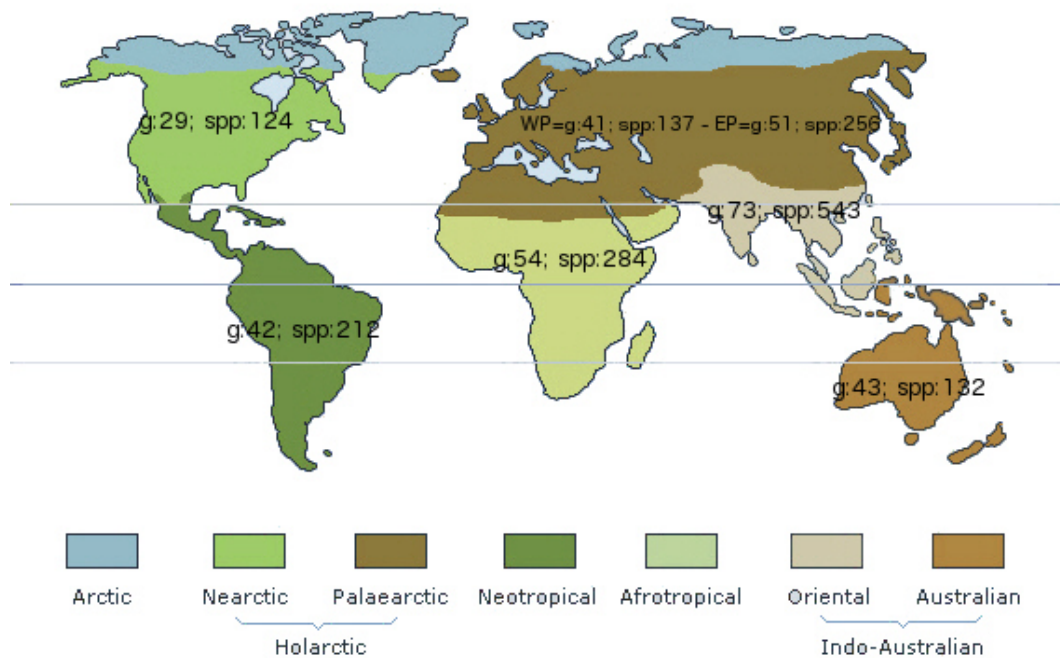 g:29; spp:124
WP=g:41; spp:137 - EP=g:51; spp:256
g:73; spp:543
g:54; spp:284
g:42; spp:212
g:43; spp:132
Arctic Nearctic Palaearctic Neotropical Afrotropical Oriental Australian
Holarctic Indo-Australian